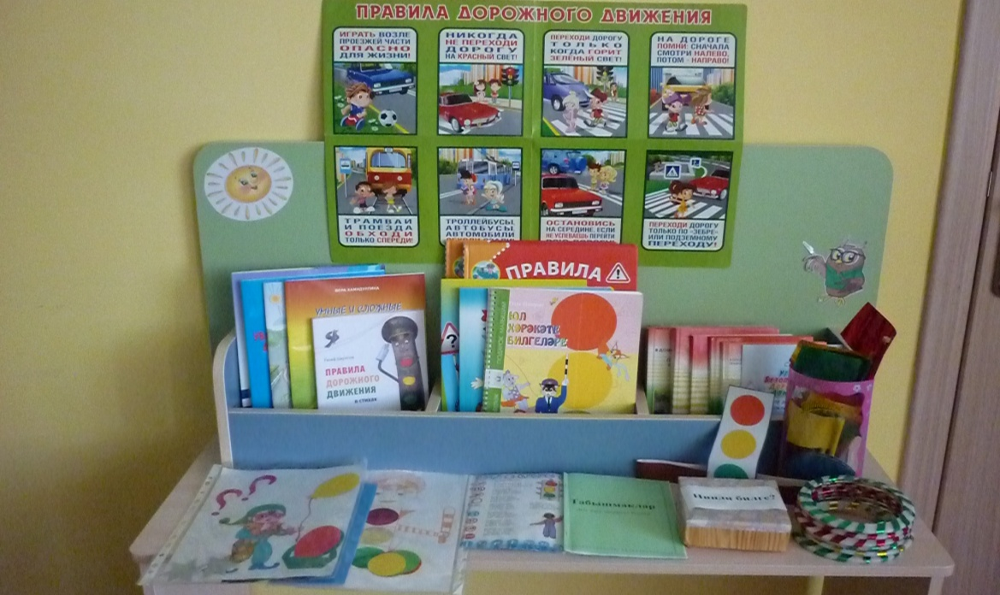 ПРАВИЛА ДОРОЖНОГО ДВИЖЕНИЯ
ИГРАТЬ ВОЗЛЕ
ПРОЕЗЖЕЙ ЧАСТИ
ОПАСНО
ДЛЯ ЖИЗНИ!
НИКОГДА
НЕ ПЕРЕХОДИ
ДОРОГУ
НА КРАСНЫЙ СВЕТ!
ПЕРЕХОДИ ДОРОГУ
ТОЛЬКО
КОГДА ГОРИТ
ЗЕЛЕНЫЙ СВЕТ!
НА ДОРОГЕ
ПОМНИ: СНАЧАЛА
СМОТРИ НАЛЕВО,
ПОТОМ - НАПРАВО!
ТРАМВАИ
И ПОЕЗДА
ОБХОДИ
ТОЛЬКО СПЕРЕДИ!
ТРОЛЛЕЙБУСЫ,
АВТОБУСЫ,
АВТОМОБИЛИ
ОСТАНОВИСЬ
НА СЕРЕДИНЕ, ЕСЛИ
НЕ УСПЕВАЕШЬ ПЕРЕЙТИ
ПЕРЕХОДИ ДОРОГУ
ТОЛЬКО ПО «ЗЕБРЕ»
ИЛИ ПОДЗЕМНОМУ
ПЕРЕХОДУ!
УМНЫЕ И СЛОЖНЫЕ
ПРАВИЛА
ДОРОЖНОГО
ДВИЖЕНИЯ
В СТИХАХ
ПРАВИЛА
ЮЛ
ХӘРӘКӘТЕ
БИЛГЕЛӘРЕ
Табышмаклар
Нинди билге?